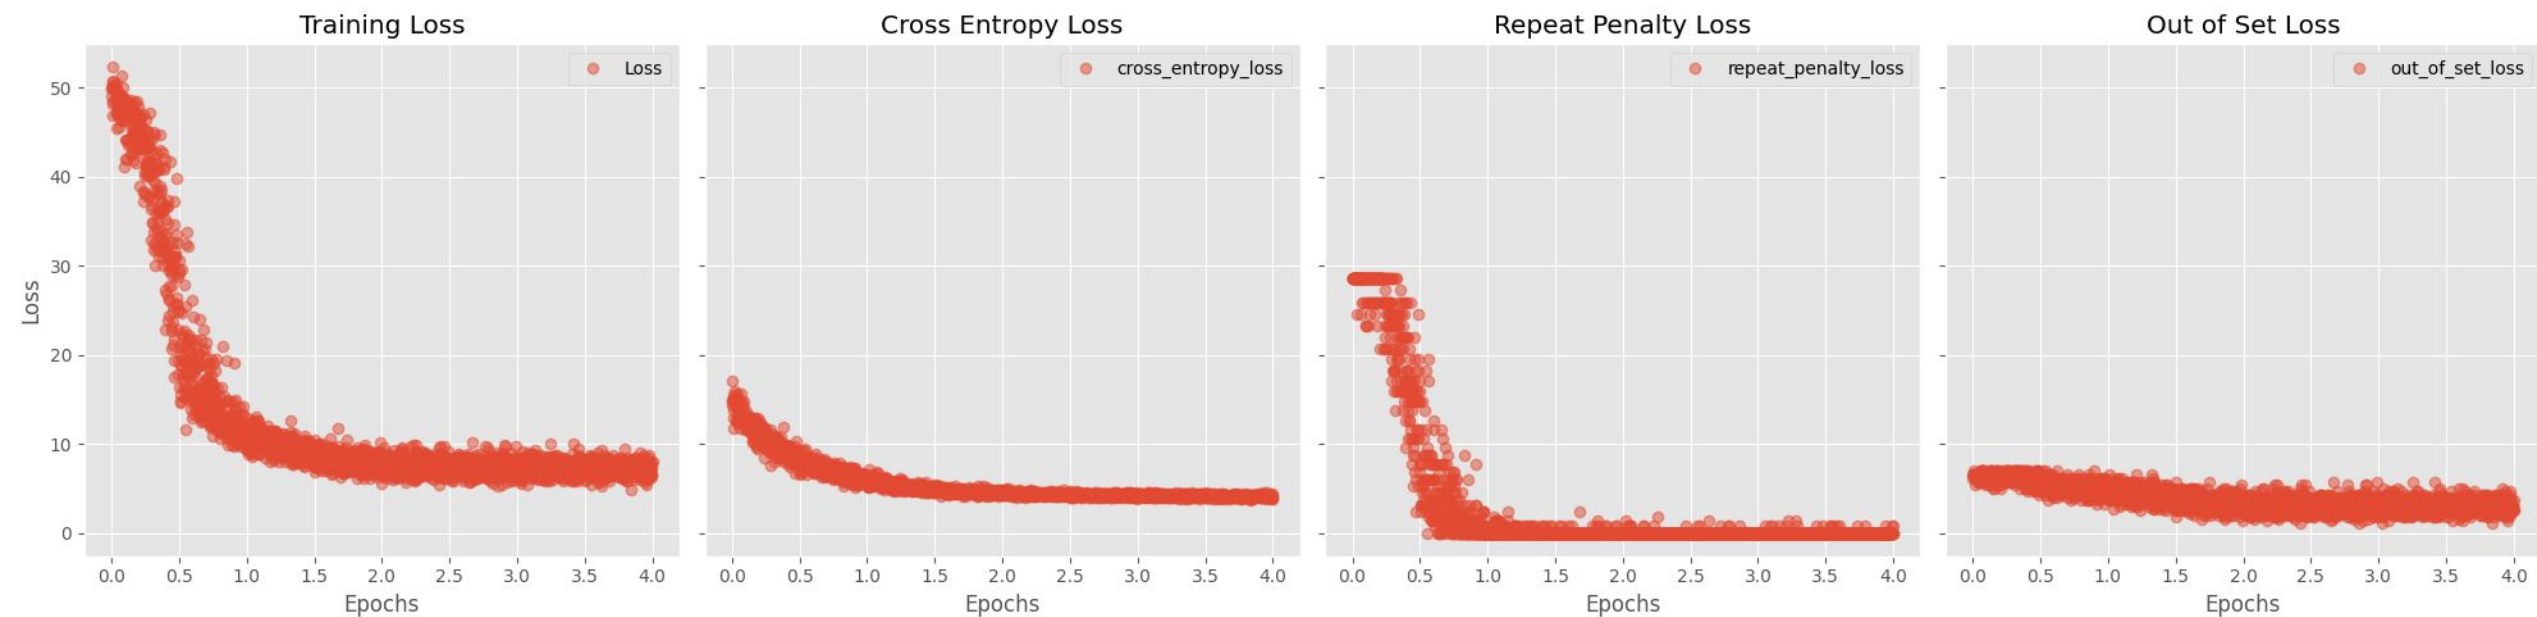 Training Loss
Loss
50
40
30
20
10
0
Loss
0.0 0.5 1.0 1.5 2.0 2.5 3.0 3.5 4.0
Epochs
Cross Entropy Loss
cross_entropy_loss
0.0 0.5 1.0 1.5 2.0 2.5 3.0 3.5 4.0
Epochs
Repeat Penalty Loss
repeat_penalty_loss
0.0 0.5 1.0 1.5 2.0 2.5 3.0 3.5 4.0
Epochs
Out of Set Loss
out_of_set_loss
0.0 0.5 1.0 1.5 2.0 2.5 3.0 3.5 4.0
Epochs